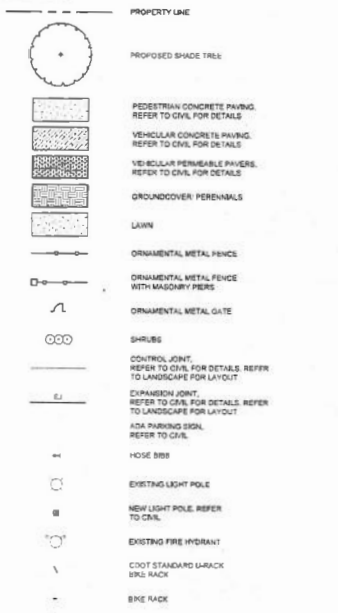 PROPERTY LINE
PROPOSED SHADE TREE
PEDESTRIAN CONCRETE PAVING,
REFER TO CIVIL FOR DETAILS
VEHICULAR CONCRETE PAVING,
REFER TO CIVIL FOR DETAILS
VEHICULAR PERMEABLE PAVERS,
REFER TO CIVIL FOR DETAILS
GROUNDCOVER/ PERENNIALS
LAWN
ORNAMENTAL METAL FENCE
ORNAMENTAL METAL FENCE
WITH MASONRY PIERS
ORNAMENTAL METAL GATE
SHRUBS
CONTROL JOINT,
REFER TO CIVIL FOR DETAILS. REFER
TO LANDSCAPE FOR LAYOUT
EJ
EXPANSION JOINT,
REFER TO CIVIL FOR DETAILS. REFER
TO LANDSCAPE FOR LAYOUT
ADA PARKING SIGN,
REFER TO CIVIL
HOSE BIBB
EXISTING LIGHT POLE
NEW LIGHT POLE. REFER
TO CIVIL
EXISTING FIRE HYDRANT
CDOT STANDARD U-RACK
BIKE RACK
BIKE RACK